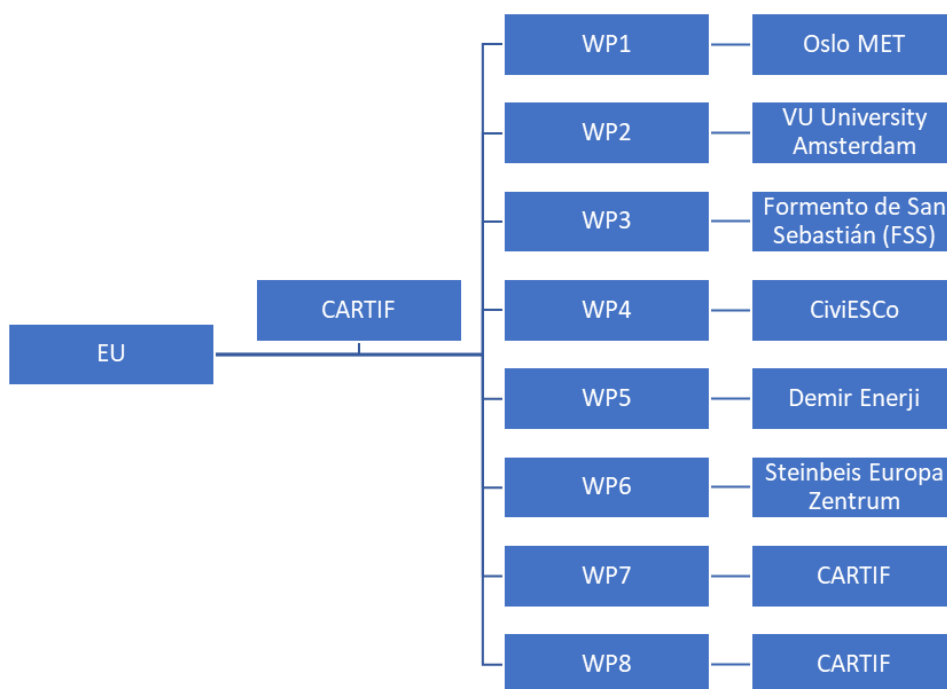 WP1
Oslo MET
WP2
VU University
Amsterdam
WP3
Formento de San
Sebastián (FSS)
CARTIF
WP4
CiviESCo
EU
WP5
Demir Enerji
WP6
Steinbeis Europa
Zentrum
WP7
CARTIF
WP8
CARTIF